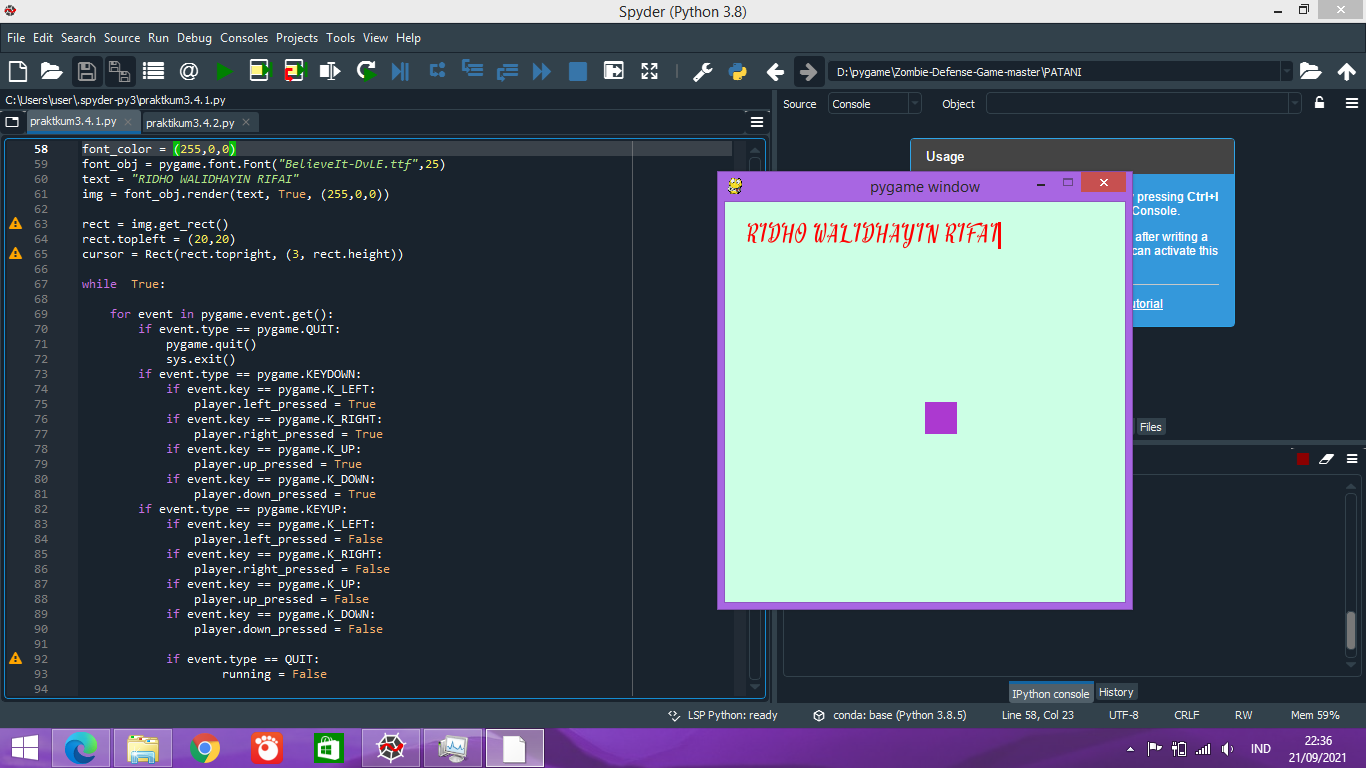 Spyder (Python 3.8)
File Edit Search Source Run Debug Consoles Projects Tools View Help
D:\pygame\Zombie-Defense-Game-master\PATANI
C:\Users\user\.spyder-py3\praktkum3.4.1.py
praktkum3.4.1.py
praktikum3.4.2.py
58 font_color = (255,0,0)
59 font_obj = pygame.font.Font("BelieveIt-DvLE.ttf",25)
60 text = "RIDHO WALIDHAYIN RIFAI"
61 img = font_obj.render(text, True, (255,0,0))
62
63 rect = img.get_rect()
64 rect.topleft = (20,20)
65 cursor = Rect(rect.topright, (3, rect.height))
66
67 while  True:
68
69     for event in pygame.event.get():
70         if event.type == pygame.QUIT:
71             pygame.quit()
72             sys.exit()
73         if event.type == pygame.KEYDOWN:
74             if event.key == pygame.K_LEFT:
75                 player.left_pressed = True
76             if event.key == pygame.K_RIGHT:
77                 player.right_pressed = True
78             if event.key == pygame.K_UP:
79                 player.up_pressed = True
80             if event.key == pygame.K_DOWN:
81                 player.down_pressed = True
82         if event.type == pygame.KEYUP:
83             if event.key == pygame.K_LEFT:
84                 player.left_pressed = False
85             if event.key == pygame.K_RIGHT:
86                 player.right_pressed = False
87             if event.key == pygame.K_UP:
88                 player.up_pressed = False
89             if event.key == pygame.K_DOWN:
90                 player.down_pressed = False
91
92             if event.type == QUIT:
93                     running = False
94
Source Console Object
Usage
pressing Ctrl+I
Console.
after writing a
can activate this
utorial
pygame window
RIDHO WALIDHAYIN RIFAI
Files
IPython console History
LSP Python: ready conda: base (Python 3.8.5) Line 58, Col 23 UTF-8 CRLF RW Mem 59%
IND
22:36
21/09/2021